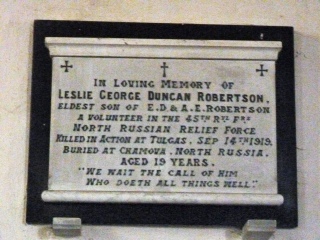 IN LOVING MEMORY OF
LESLIE GEORGE DUNCAN ROBERTSON,
ELDEST SON OF E.D & A.E. ROBERTSON
A VOLUNTEER IN THE 45TH RYL FRS
NORTH RUSSIAN RELIEF FORCE
KILLED IN ACTION AT TULGAS, SEP 14TH 1919.
BURIED AT CHAMOVA, NORTH RUSSIA.
AGED 19 YEARS.
"WE WAIT THE CALL OF HIM
WHO DOETH ALL THINGS WELL"